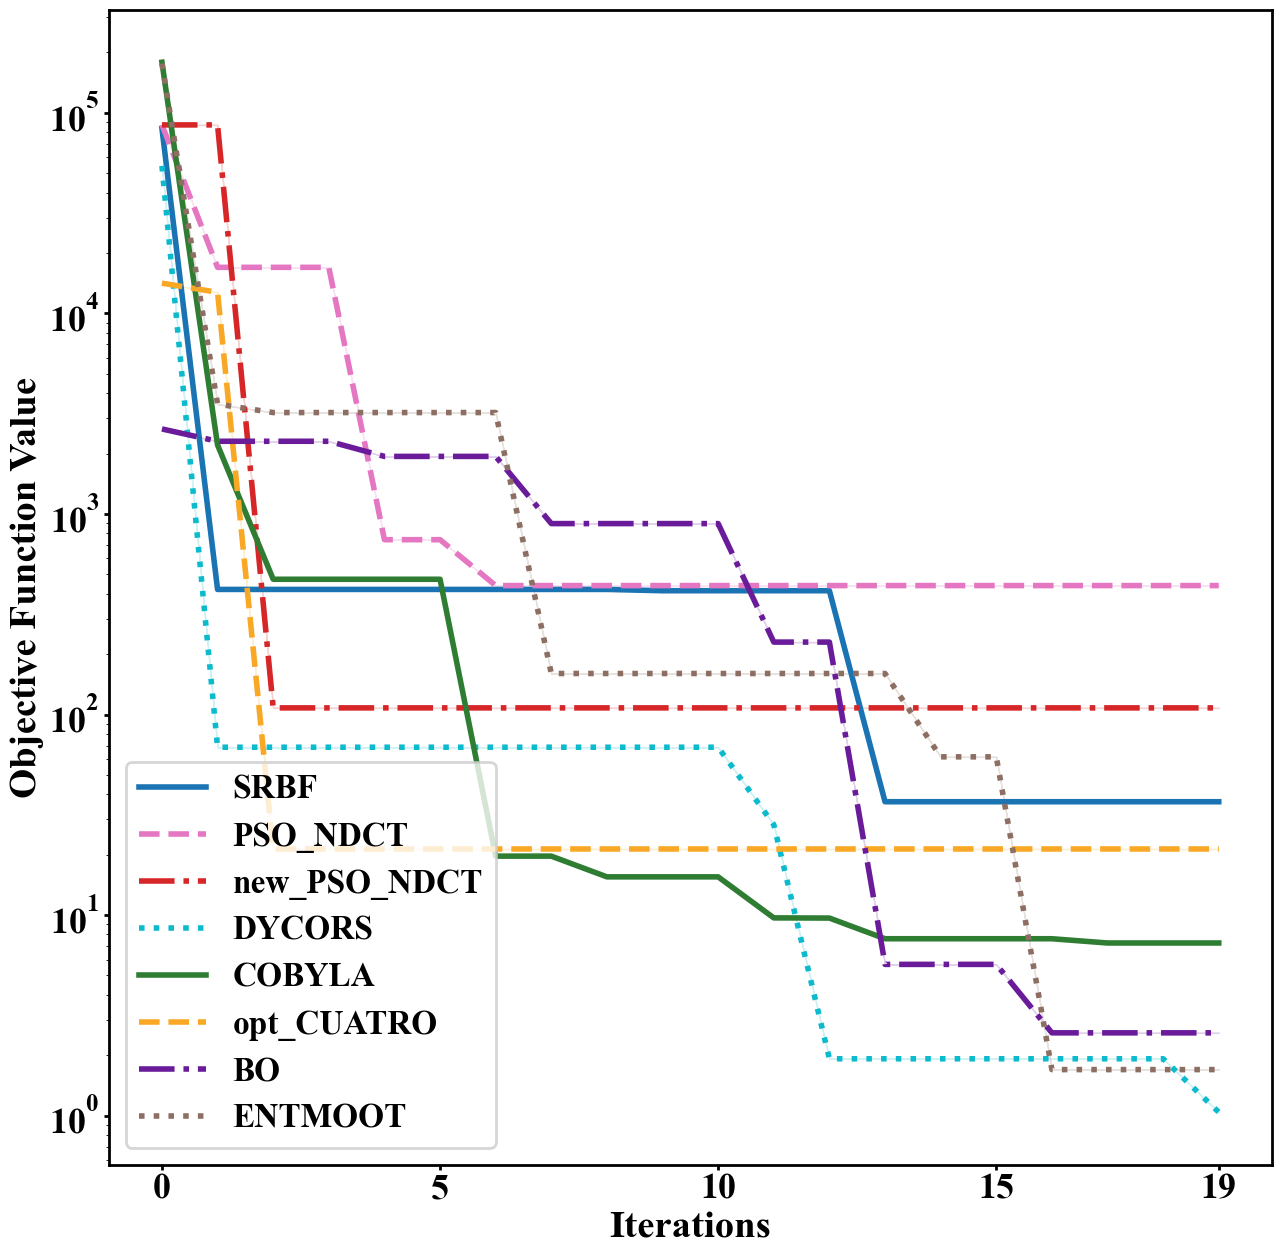 Objective Function Value
10^5
10^4
10^3
10^2
10^1
10^0
SRBF
PSO_NDCT
new_PSO_NDCT
DYCORS
COBYLA
opt_CUATRO
BO
ENTMOOT
0 5 10 15 19
Iterations